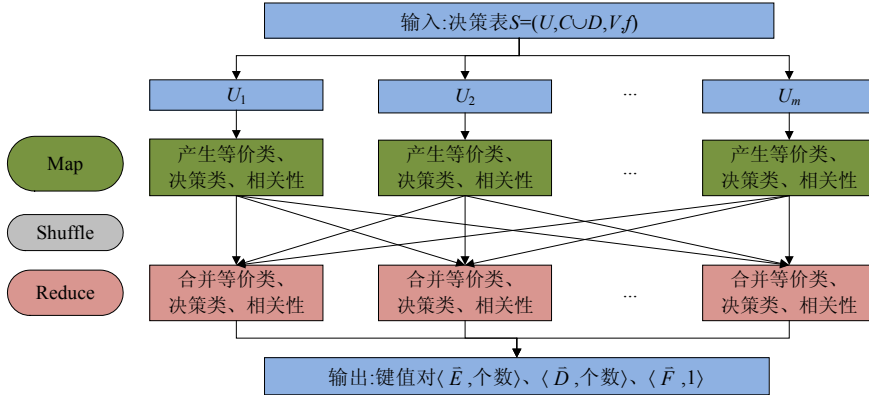 输入:决策表S=(U,C∪D,V,f)
U1
U2
...
Um
Map
产生等价类、
决策类、相关性
产生等价类、
决策类、相关性
...
产生等价类、
决策类、相关性
Shuffle
Reduce
合并等价类、
决策类、相关性
合并等价类、
决策类、相关性
...
合并等价类、
决策类、相关性
输出:键值对⟨ E⃗ ,个数⟩、⟨ D⃗ ,个数⟩、⟨ F⃗ ,1⟩